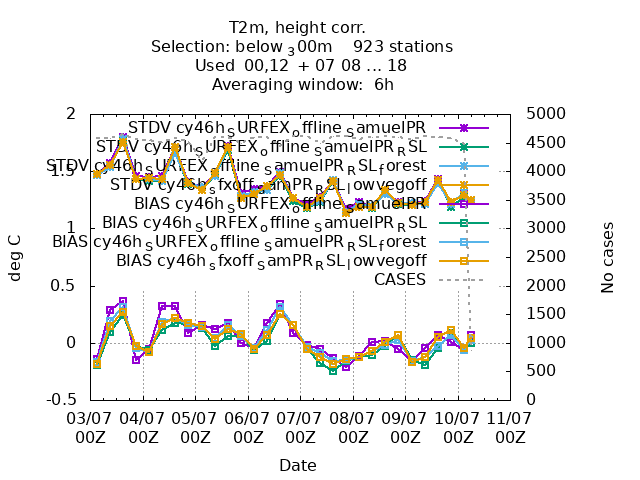 T2m, height corr.
Selection: below 300m 923 stations
Used 00,12 + 07 08 ... 18
Averaging window: 6h
STDV cy46h_SURFEX_offline_SamuelPR
STDV cy46h_SURFEX_offline_SamuelPR_RSL
STDV cy46h_SURFEX_offline_SamuelPR_RSL_forest
STDV cy46h_sfxoff_SamPR_RSL_lowvegoff
BIAS cy46h_SURFEX_offline_SamuelPR
BIAS cy46h_SURFEX_offline_SamuelPR_RSL
BIAS cy46h_SURFEX_offline_SamuelPR_RSL_forest
BIAS cy46h_sfxoff_SamPR_RSL_lowvegoff
CASES
deg C
2
1.5
1
0.5
0
-0.5
5000
4500
4000
3500
3000
2500
2000
1500
1000
500
0
No cases
03/07 04/07 05/07 06/07 07/07 08/07 09/07 10/07 11/07
00Z 00Z 00Z 00Z 00Z 00Z 00Z 00Z 00Z
Date